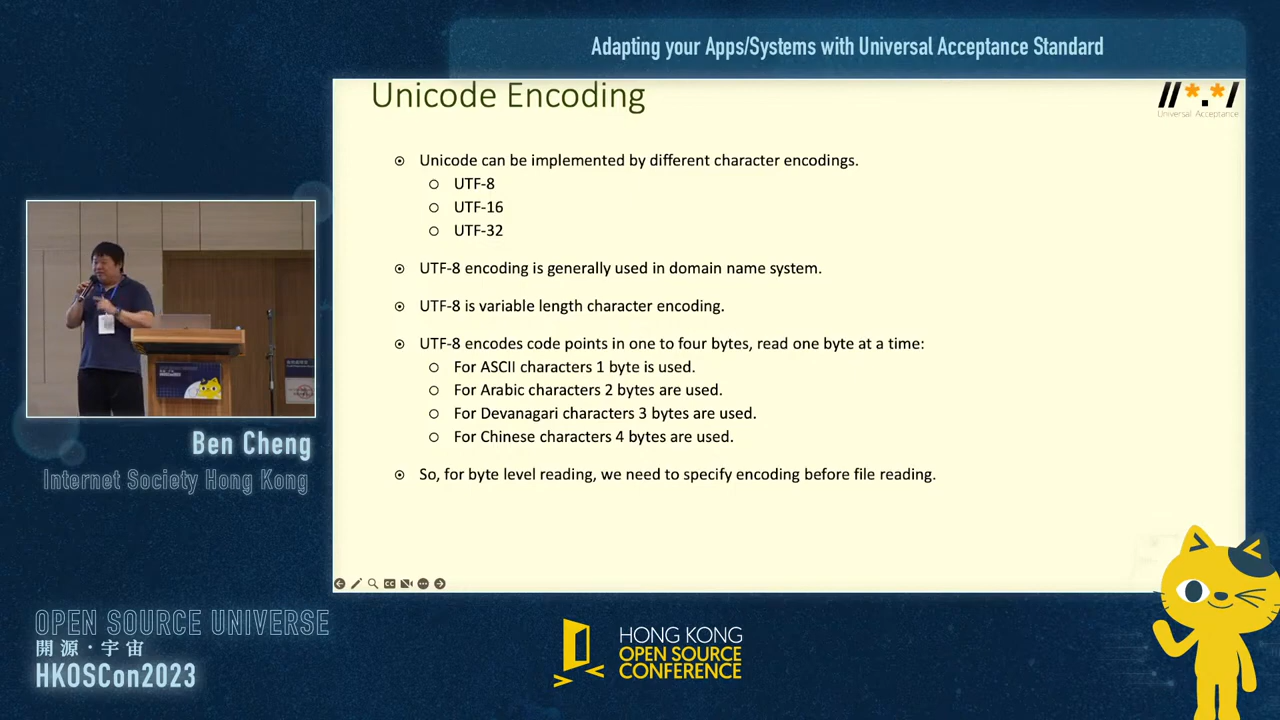 Adapting your Apps/Systems with Universal Acceptance Standard
Unicode Encoding
Universal Acceptance
Unicode can be implemented by different character encodings.
UTF-8
UTF-16
UTF-32
UTF-8 encoding is generally used in domain name system.
UTF-8 is variable length character encoding.
UTF-8 encodes code points in one to four bytes, read one byte at a time:
For ASCII characters 1 byte is used.
For Arabic characters 2 bytes are used.
For Devanagari characters 3 bytes are used.
For Chinese characters 4 bytes are used.
So, for byte level reading, we need to specify encoding before file reading.
Ben Cheng
Internet Society Hong Kong
OPEN SOURCE UNIVERSE
開源·宇宙
HKOSCon2023
HONG KONG
OPEN SOURCE
CONFERENCE